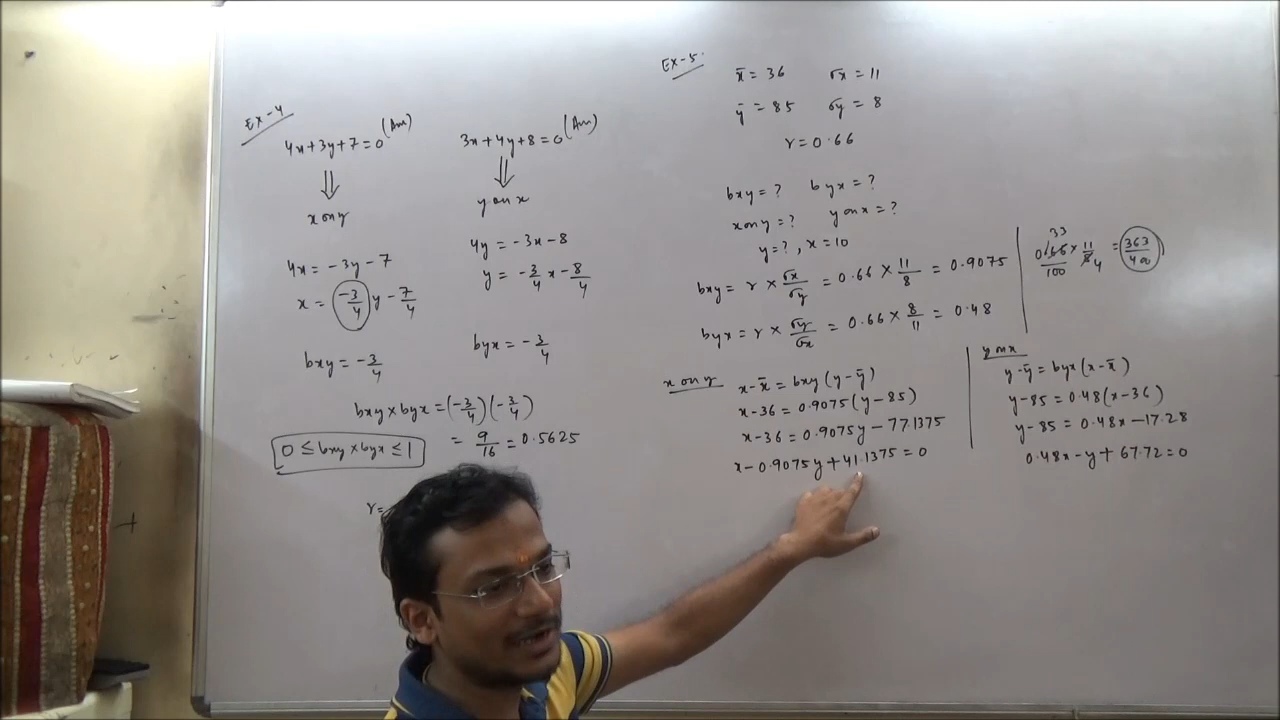 Ex-4
4x+3y+7=0 (Ans)
3x+4y+8=0 (Ans)
⇓
⇓
x on y
y on x
4x = -3y - 7
x = -3/4 y - 7/4
bxy = -3/4
4y = -3x - 8
y = -3/4 x - 8/4
byx = -3/4
bxy × byx = (-3/4)(-3/4)
= 9/16 = 0.5625
0 ≤ bxy × byx ≤ 1
r =
Ex-5.
x̄ = 36 σx = 11
ȳ = 85 σy = 8
r = 0.66
bxy = ? byx = ?
x on y = ? y on x = ?
y = ?, x = 10
bxy = r × σx/σy = 0.66 × 11/8 = 0.9075
byx = r × σy/σx = 0.66 × 8/11 = 0.48
33
0.66/100 × 11/8 4 = 363/400
x on y
x - x̄ = bxy (y - ȳ)
x - 36 = 0.9075 (y - 85)
x - 36 = 0.9075y - 77.1375
x - 0.9075y + 41.1375 = 0
y on x
y - ȳ = byx (x - x̄)
y - 85 = 0.48 (x - 36)
y - 85 = 0.48x - 17.28
0.48x - y + 67.72 = 0